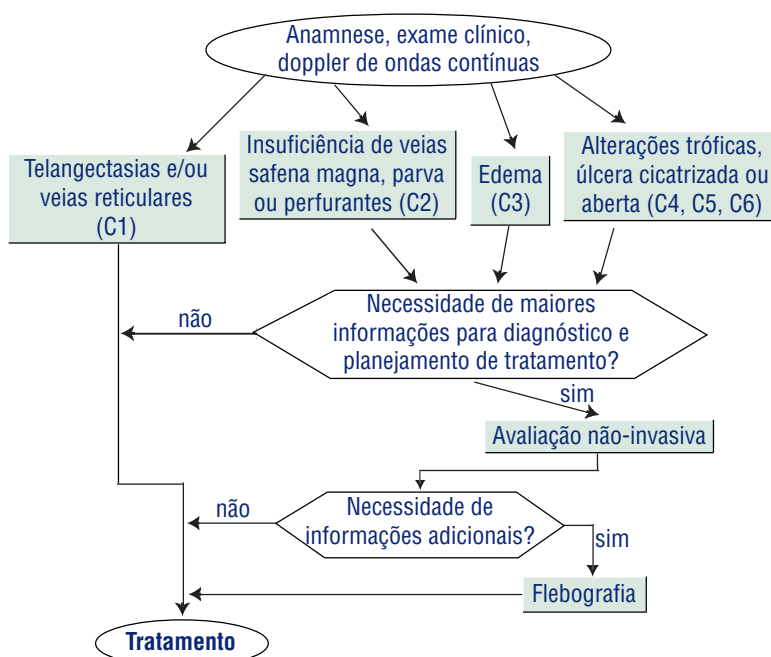 Anamnese, exame clínico,
doppler de ondas contínuas
Telangectasias e/ou
veias reticulares
(C1)
Insuficiência de veias
safena magna, parva
ou perfurantes (C2)
Edema
(C3)
Alterações tróficas,
úlcera cicatrizada ou
aberta (C4, C5, C6)
não
Necessidade de maiores
informações para diagnóstico e
planejamento de tratamento?
sim
Avaliação não-invasiva
não
Necessidade de
informações adicionais?
sim
Flebografia
Tratamento